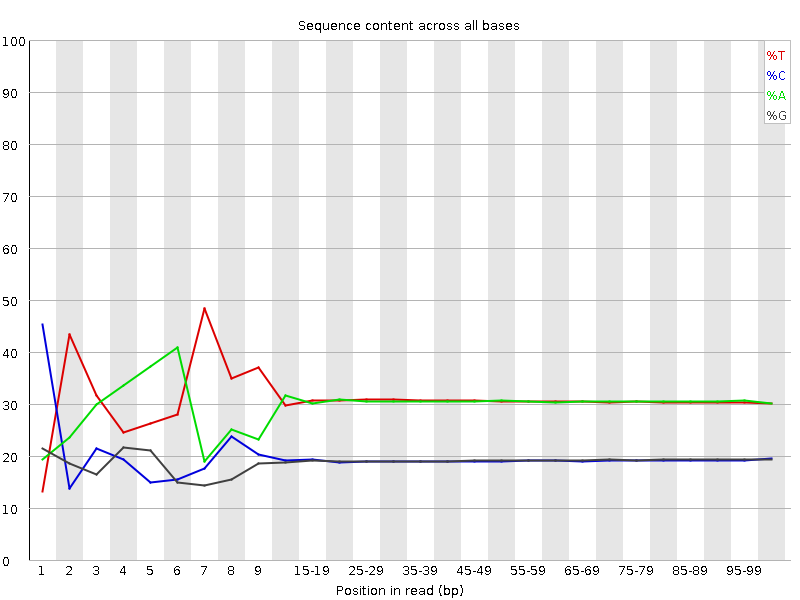 Sequence content across all bases
100
90
80
70
60
50
40
30
20
10
0
%T
%C
%A
%G
1 2 3 4 5 6 7 8 9 15-19 25-29 35-39 45-49 55-59 65-69 75-79 85-89 95-99
Position in read (bp)